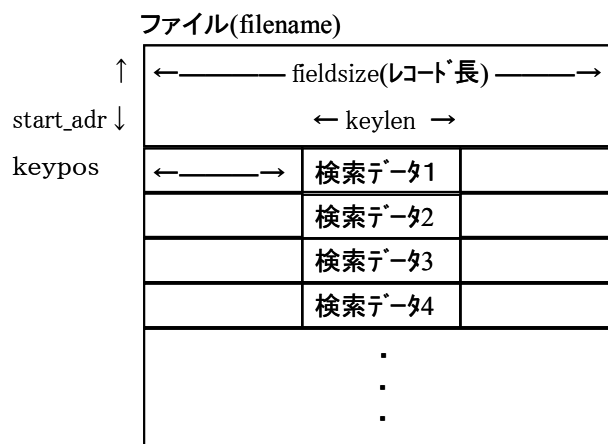 ファイル(filename)
↑ ←———— fieldsize(レコード長) ———→
start_adr ↓ ← keylen →
keypos ←———→ 検索データ1
検索データ2
検索データ3
検索データ4
・
・
・